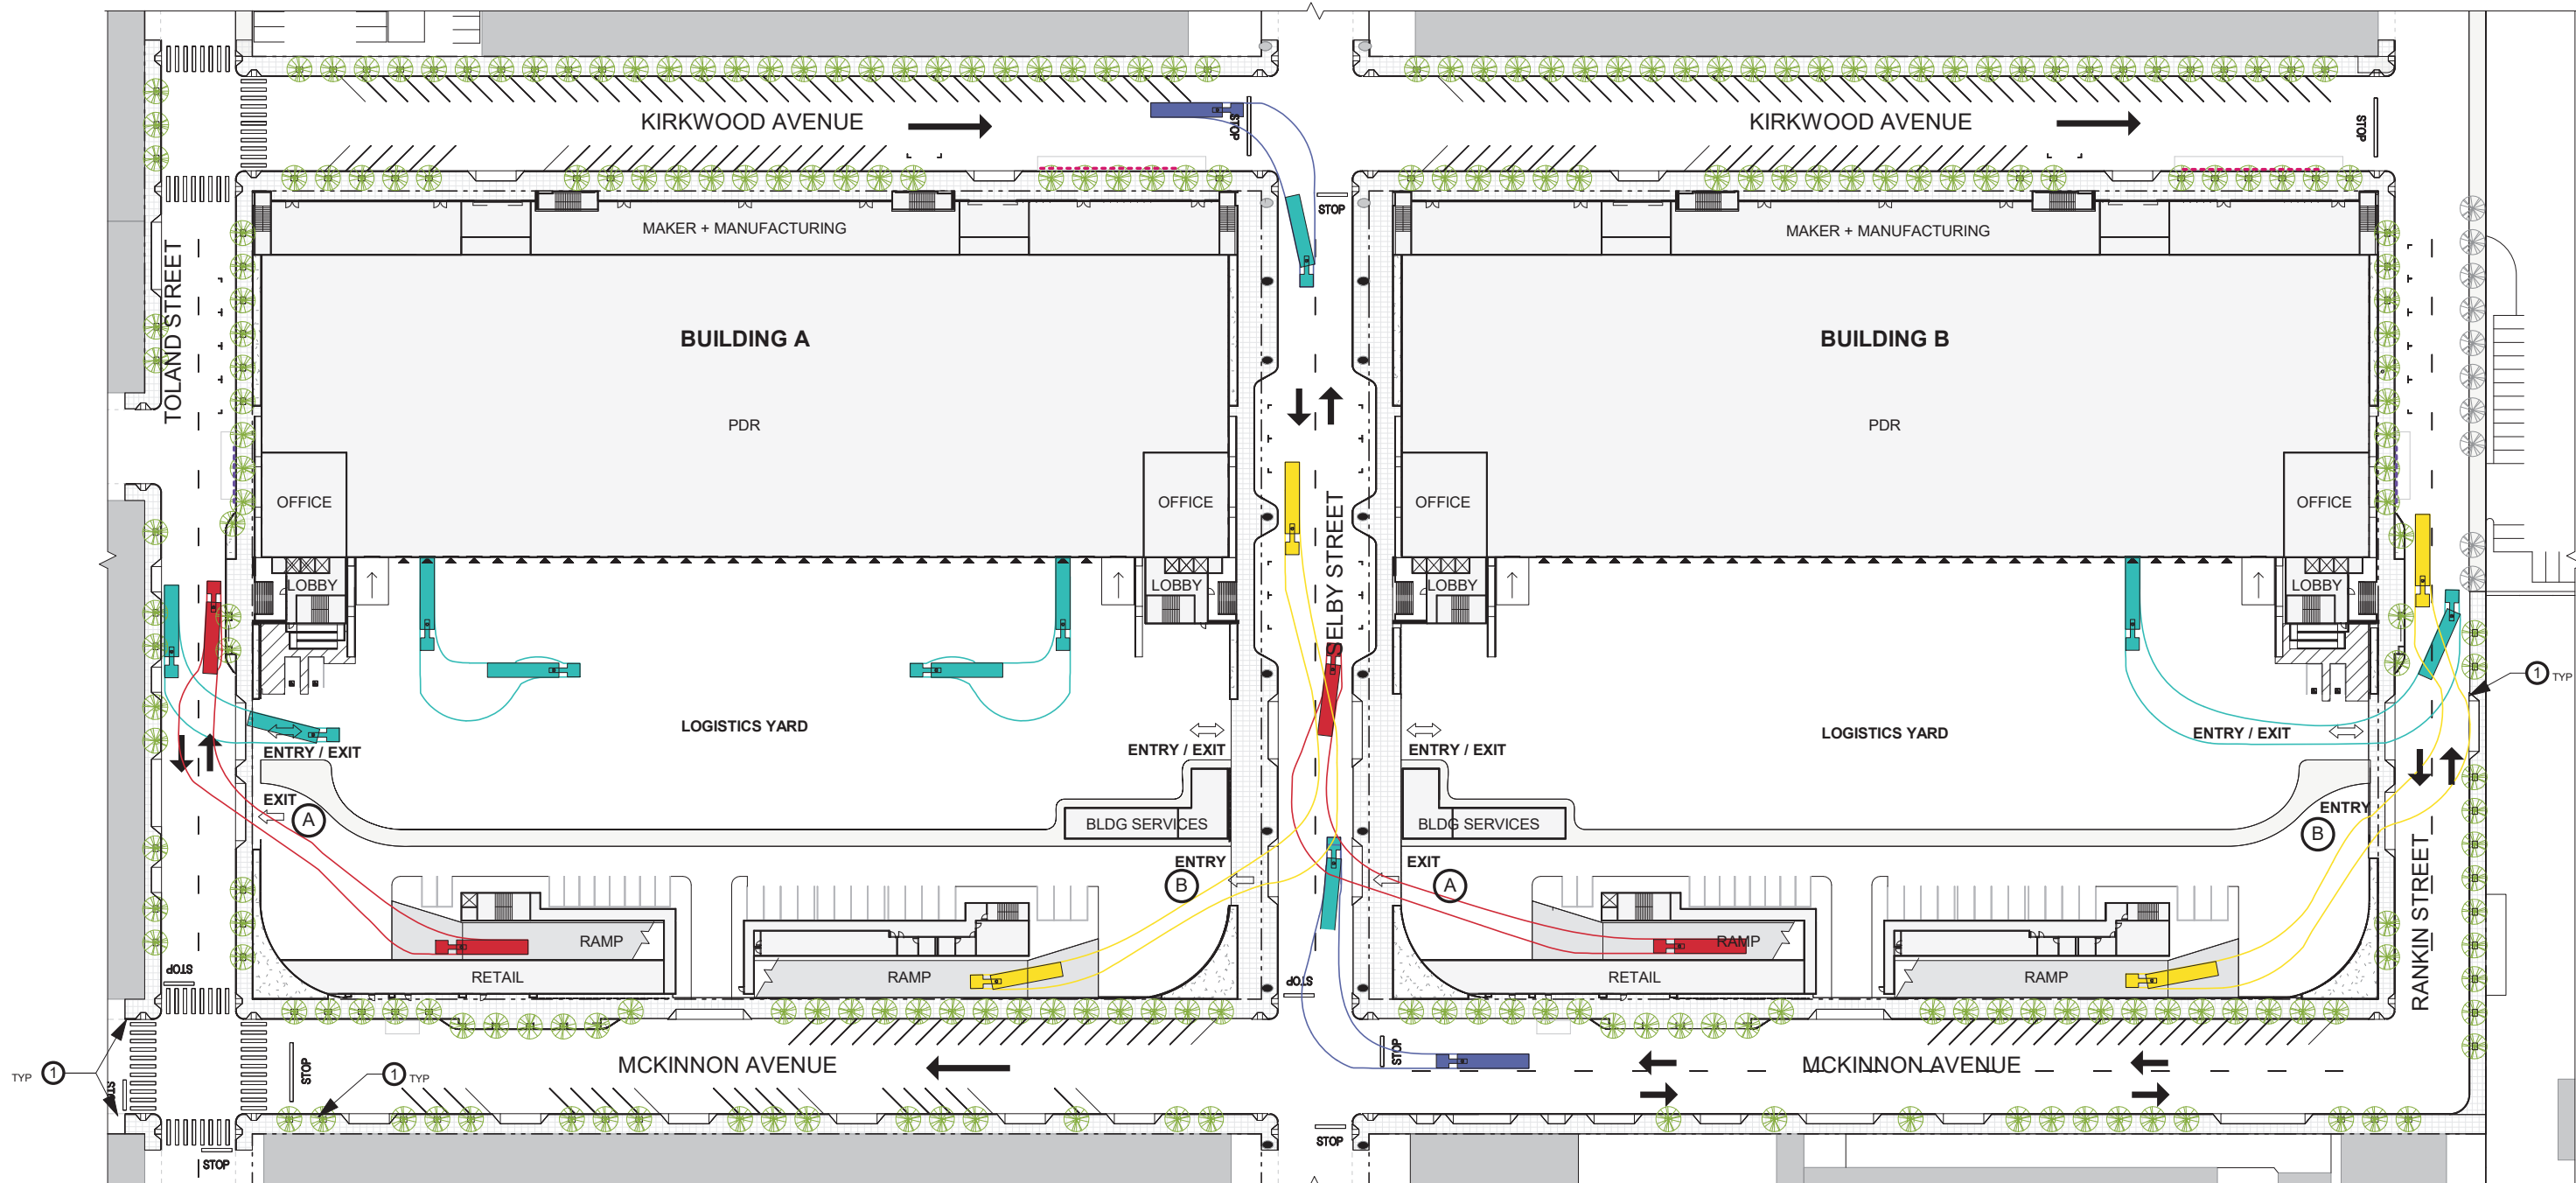 KIRKWOOD AVENUE
STOP
KIRKWOOD AVENUE
STOP
STOP
MAKER + MANUFACTURING
MAKER + MANUFACTURING
TOLAND STREET
BUILDING A
BUILDING B
PDR
PDR
OFFICE
OFFICE
OFFICE
OFFICE
SELBY STREET
LOBBY
LOBBY
LOBBY
LOBBY
1 TYP
LOGISTICS YARD
LOGISTICS YARD
ENTRY / EXIT
ENTRY / EXIT
ENTRY / EXIT
ENTRY / EXIT
EXIT
A
BLDG SERVICES
BLDG SERVICES
ENTRY
B
ENTRY
B
EXIT
A
RANKIN STREET
RAMP
RETAIL
RAMP
RAMP
RETAIL
RAMP
STOP
STOP
MCKINNON AVENUE
STOP
STOP
MCKINNON AVENUE
TYP 1
1 TYP
STOP
STOP
STOP